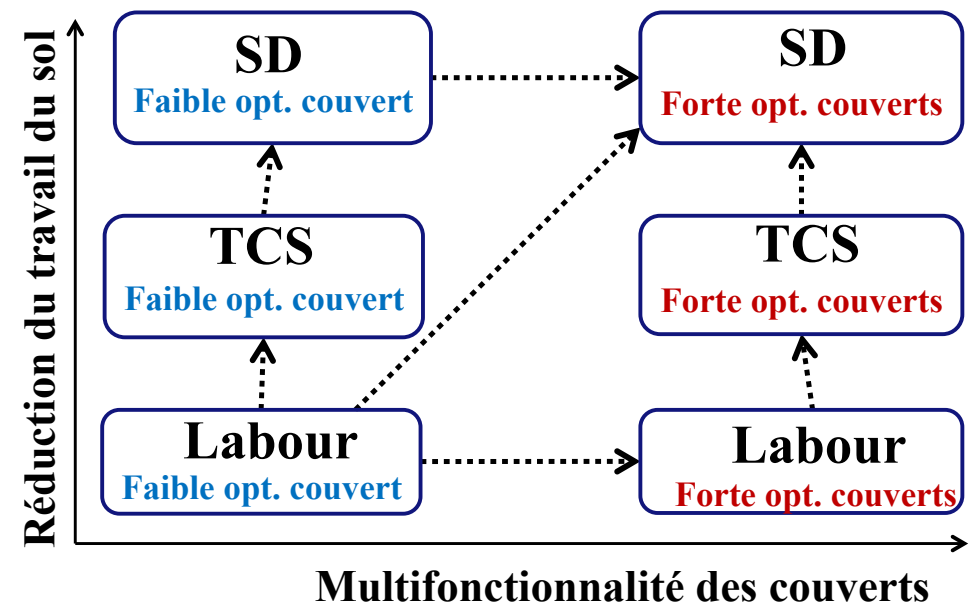 Réduction du travail du sol
SD
Faible opt. couvert
SD
Forte opt. couverts
TCS
Faible opt. couvert
TCS
Forte opt. couverts
Labour
Faible opt. couvert
Labour
Forte opt. couverts
Multifonctionnalité des couverts